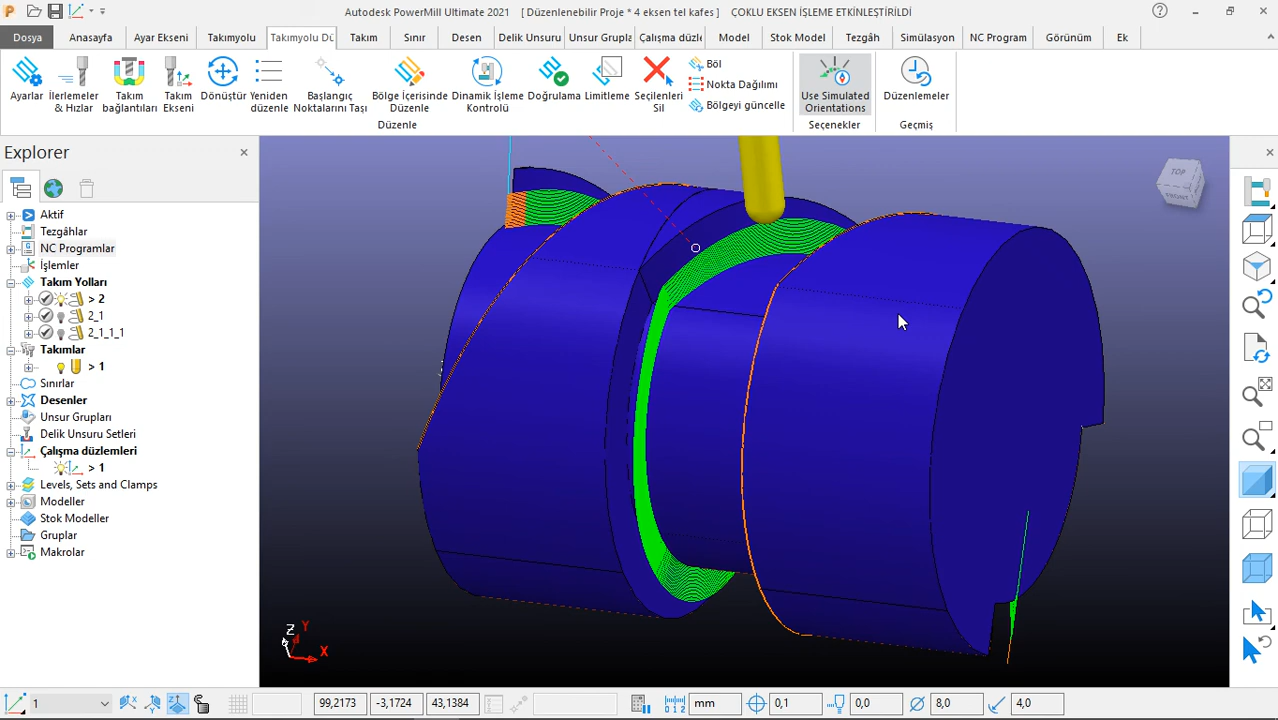 Autodesk PowerMill Ultimate 2021 [ Düzenlenebilir Proje * 4 eksen tel kafes ] ÇOKLU EKSEN İŞLEME ETKİNLEŞTİRİLDİ
Dosya Anasayfa Ayar Ekseni Takımyolu Takımyolu Dü Takım Sınır Desen Delik Unsuru Unsur Grupla Çalışma düzle Model Stok Model Tezgâh Simülasyon NC Program Görünüm Ek
Ayarlar
İlerlemeler & Hızlar
Takım bağlantıları
Takım Ekseni
Dönüştür
Yeniden düzenle
Başlangıç Noktalarını Taşı
Bölge İçerisinde Düzenle
Dinamik İşleme Kontrolü
Doğrulama
Limitleme
Seçilenleri Sil
Böl
Nokta Dağılımı
Bölgeyi güncelle
Use Simulated Orientations
Düzenlemeler
Düzenle Seçenekler Geçmiş
Explorer
Aktif
Tezgâhlar
NC Programlar
İşlemler
Takım Yolları
> 2
2_1
2_1_1_1
Takımlar
> 1
Sınırlar
Desenler
Unsur Grupları
Delik Unsuru Setleri
Çalışma düzlemleri
> 1
Levels, Sets and Clamps
Modeller
Stok Modeller
Gruplar
Makrolar
TOP
Z Y X
1 99,2173 -3,1724 43,1384 mm 0,1 0,0 8,0 4,0